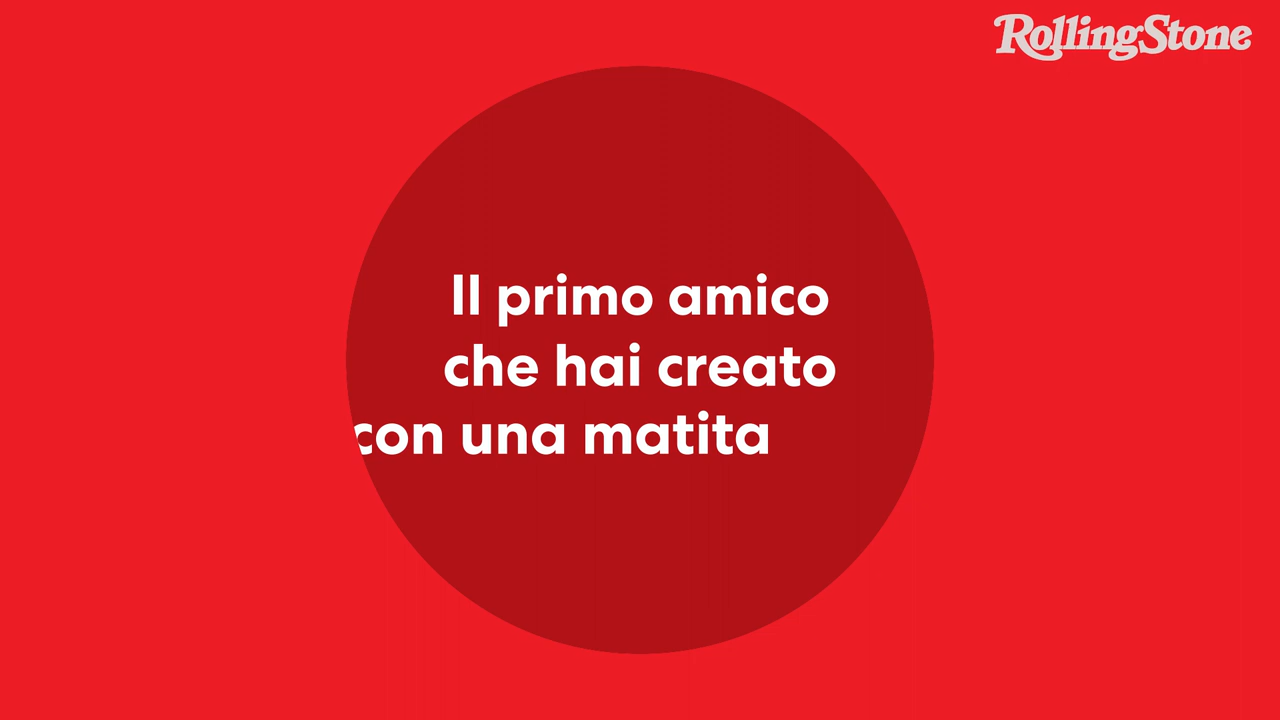 RollingStone
Il primo amico
che hai creato
con una matita